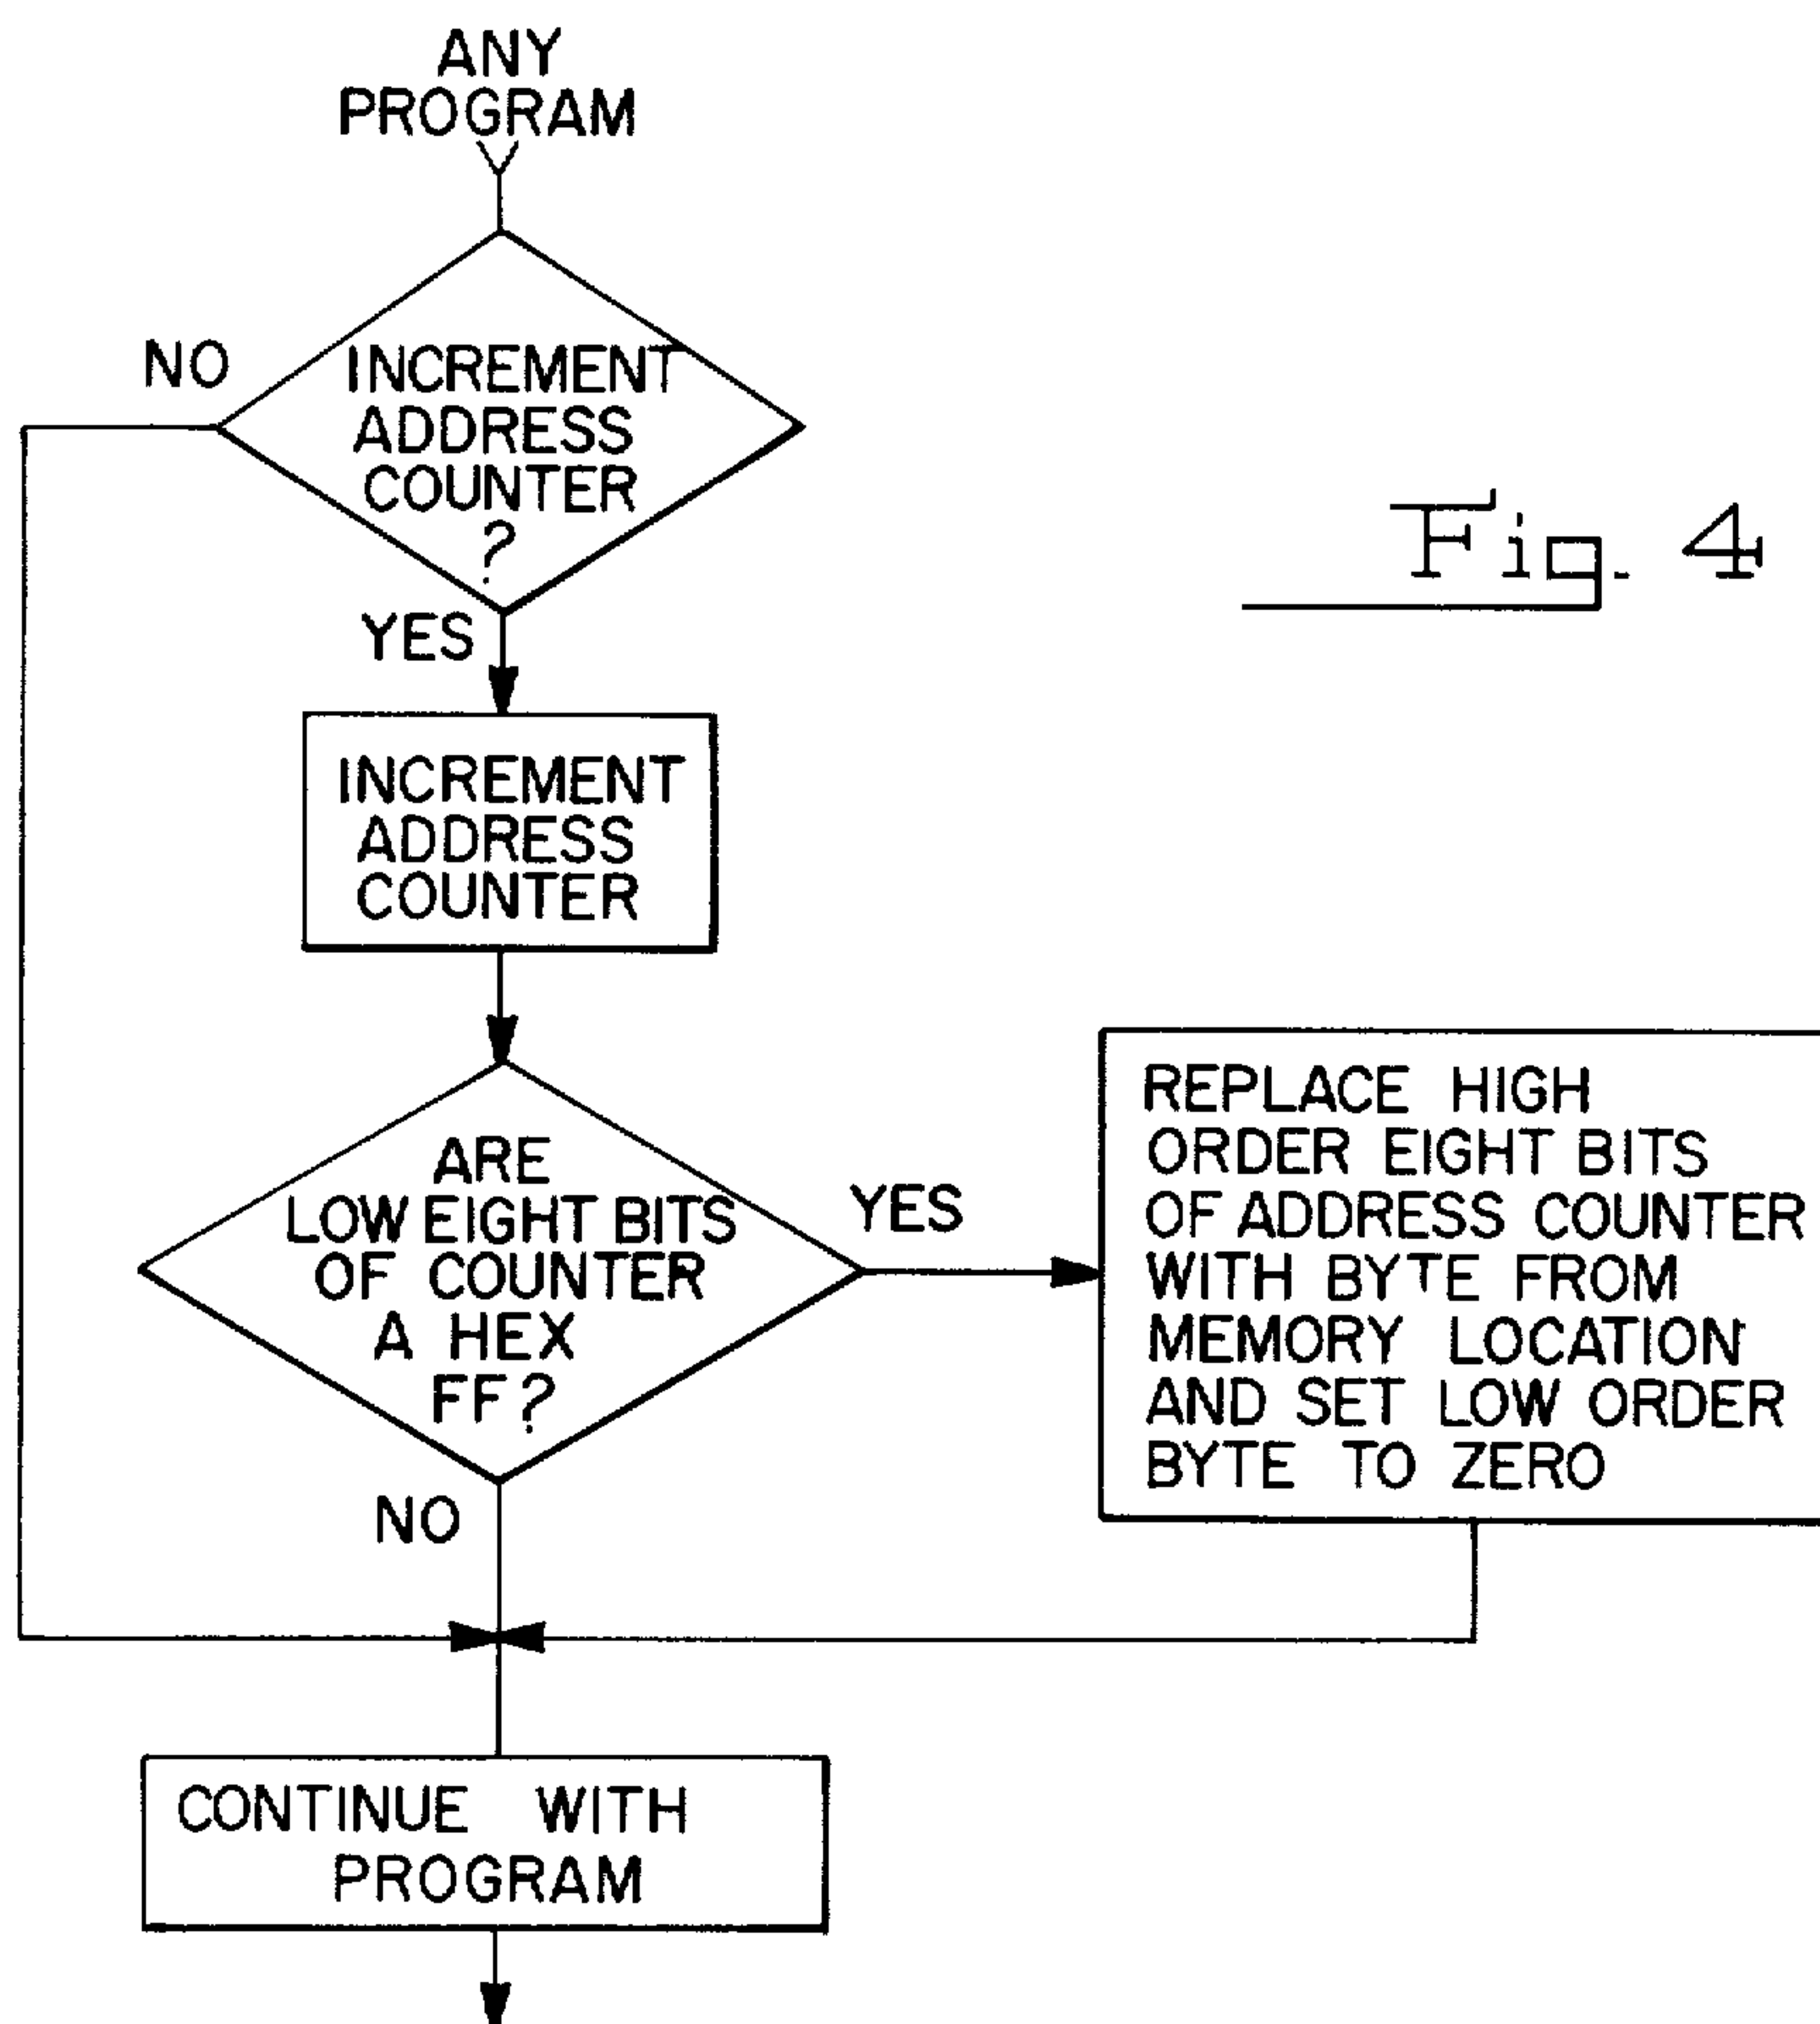 ANY
PROGRAM
NO
INCREMENT
ADDRESS
COUNTER
?
Fig. 4
YES
INCREMENT
ADDRESS
COUNTER
ARE
LOW EIGHT BITS
OF COUNTER
A HEX
FF?
YES
REPLACE HIGH
ORDER EIGHT BITS
OF ADDRESS COUNTER
WITH BYTE FROM
MEMORY LOCATION
AND SET LOW ORDER
BYTE TO ZERO
NO
CONTINUE WITH
PROGRAM